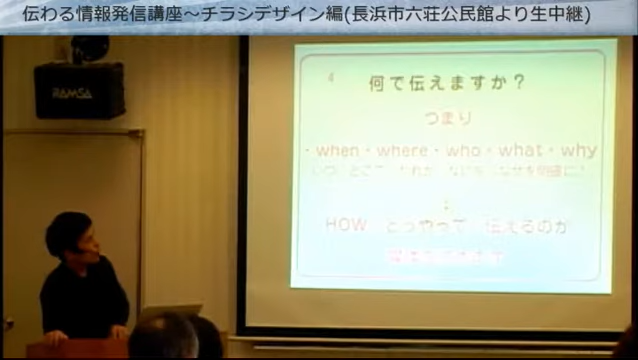 伝わる情報発信講座～チラシデザイン編(長浜市六荘公民館より生中継)
RAMSA
4
何で伝えますか?
つまり
・when・where・who・what・why
HOW どうやって 伝えるのか